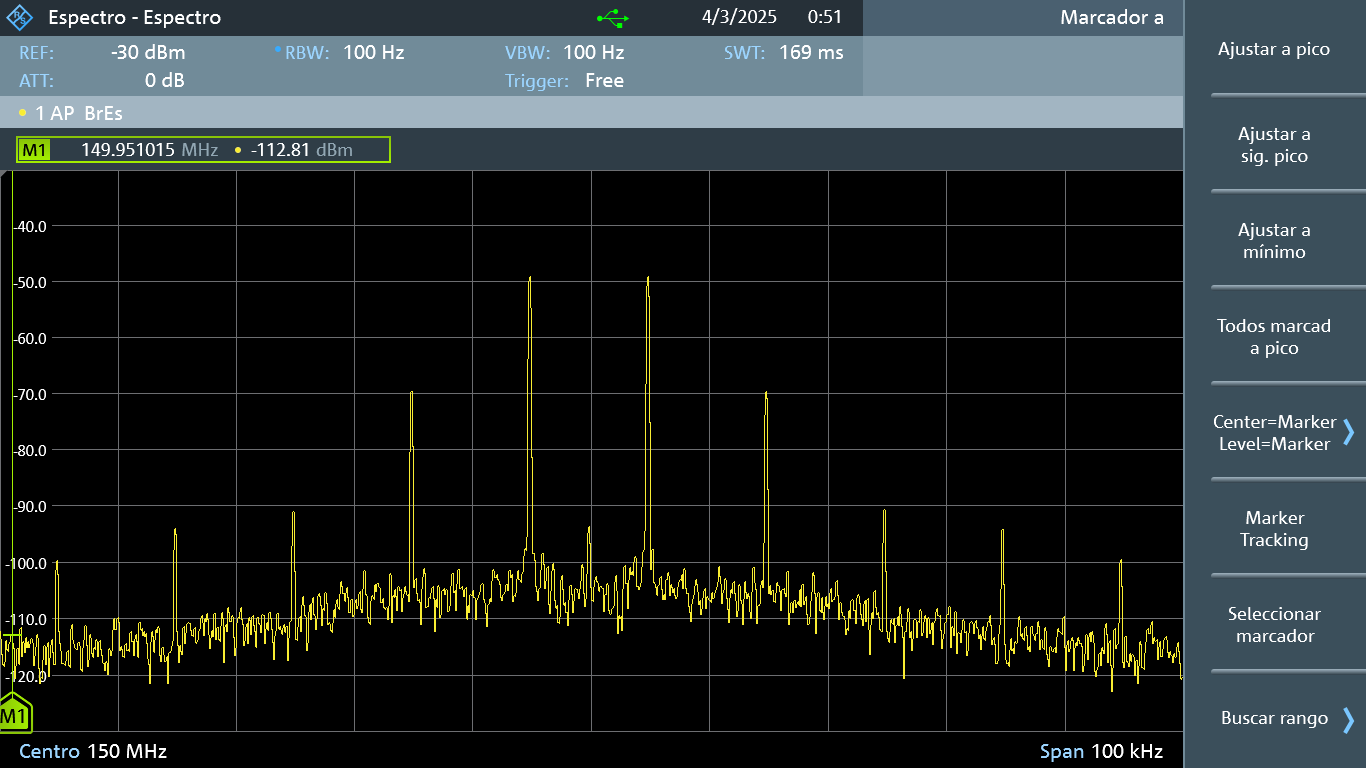 Espectro - Espectro 4/3/2025 0:51 Marcador a
REF: -30 dBm RBW: 100 Hz VBW: 100 Hz SWT: 169 ms
ATT: 0 dB Trigger: Free
1 AP BrEs
M1 149.951015 MHz -112.81 dBm
-40.0
-50.0
-60.0
-70.0
-80.0
-90.0
-100.0
-110.0
-120.0
M1
Centro 150 MHz Span 100 kHz
Ajustar a pico
Ajustar a
sig. pico
Ajustar a
mínimo
Todos marcad
a pico
Center=Marker
Level=Marker
Marker
Tracking
Seleccionar
marcador
Buscar rango